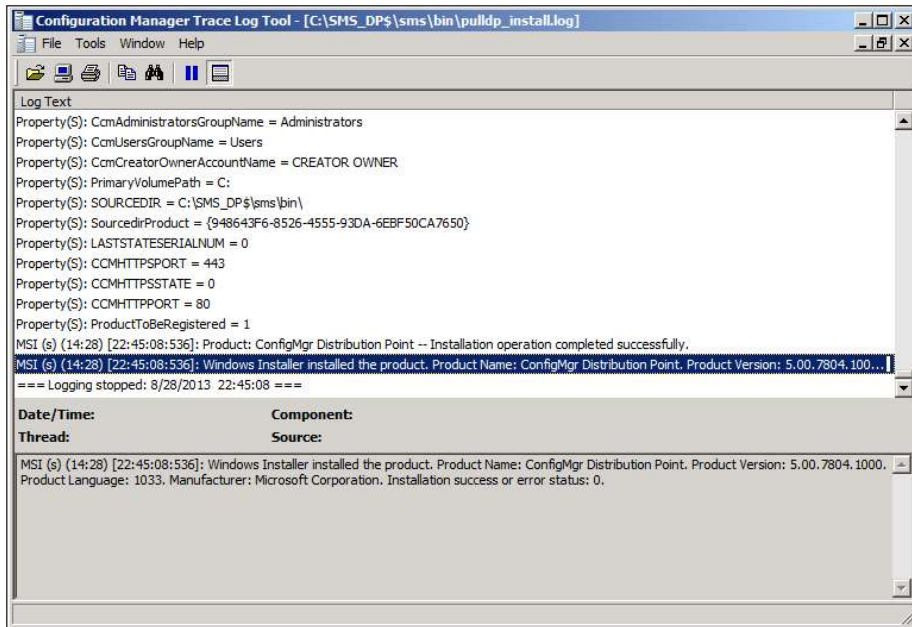 Configuration Manager Trace Log Tool - [C:\SMS_DP$\sms\bin\pulldp_install.log]
File Tools Window Help
Log Text
Property(S): CcmAdministratorsGroupName = Administrators
Property(S): CcmUsersGroupName = Users
Property(S): CcmCreatorOwnerAccountName = CREATOR OWNER
Property(S): PrimaryVolumePath = C:
Property(S): SOURCEDIR = C:\SMS_DP$\sms\bin\
Property(S): SourcedirProduct = {948643F6-8526-4555-93DA-6EBF50CA7650}
Property(S): LASTSTATESERIALNUM = 0
Property(S): CCMHTTPSPORT = 443
Property(S): CCMHTTPSSTATE = 0
Property(S): CCMHTTPPORT = 80
Property(S): ProductToBeRegistered = 1
MSI (s) (14:28) [22:45:08:536]: Product: ConfigMgr Distribution Point -- Installation operation completed successfully.
MSI (s) (14:28) [22:45:08:536]: Windows Installer installed the product. Product Name: ConfigMgr Distribution Point. Product Version: 5.00.7804.100...
=== Logging stopped: 8/28/2013 22:45:08 ===
Date/Time: Component:
Thread: Source:
MSI (s) (14:28) [22:45:08:536]: Windows Installer installed the product. Product Name: ConfigMgr Distribution Point. Product Version: 5.00.7804.1000.
Product Language: 1033. Manufacturer: Microsoft Corporation. Installation success or error status: 0.